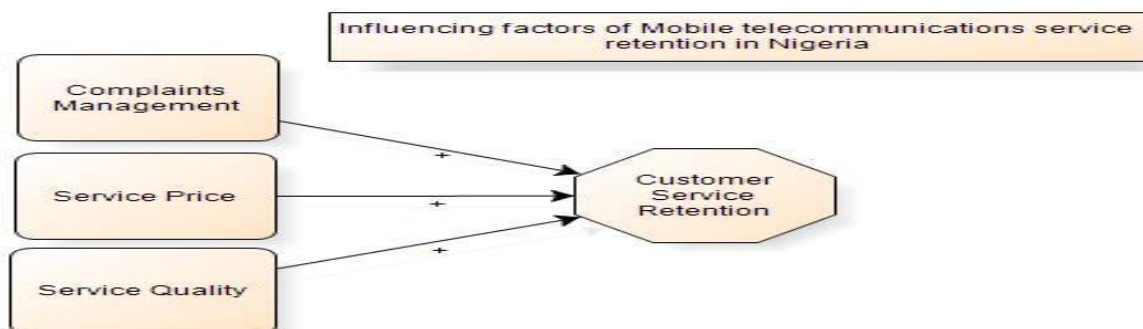 Influencing factors of Mobile telecommunications service
retention in Nigeria
Complaints
Management
+
Service Price
+
Customer
Service
Retention
+
Service Quality